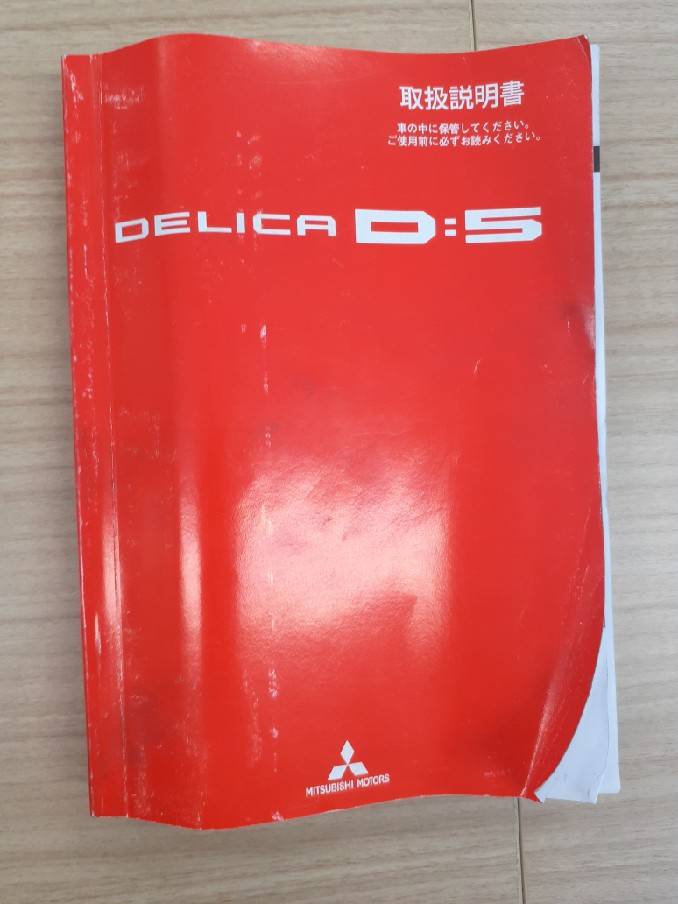 取扱説明書
車の中に保管してください。
ご使用前に必ずお読みください。
DELICA D:5
MITSUBISHI MOTORS